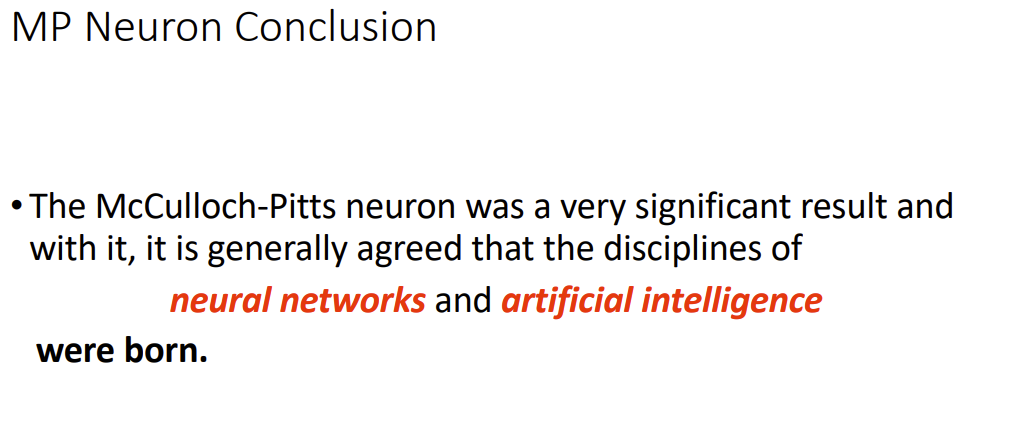 MP Neuron Conclusion
• The McCulloch-Pitts neuron was a very significant result and
with it, it is generally agreed that the disciplines of
neural networks and artificial intelligence
were born.